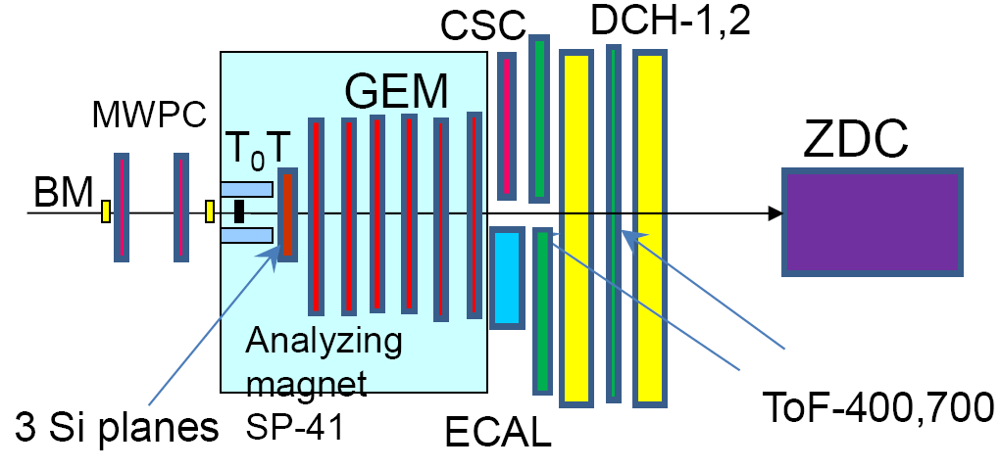 CSC
DCH-1,2
GEM
MWPC
T0T
ZDC
BM
Analyzing
magnet
SP-41
3 Si planes
ECAL
ToF-400,700